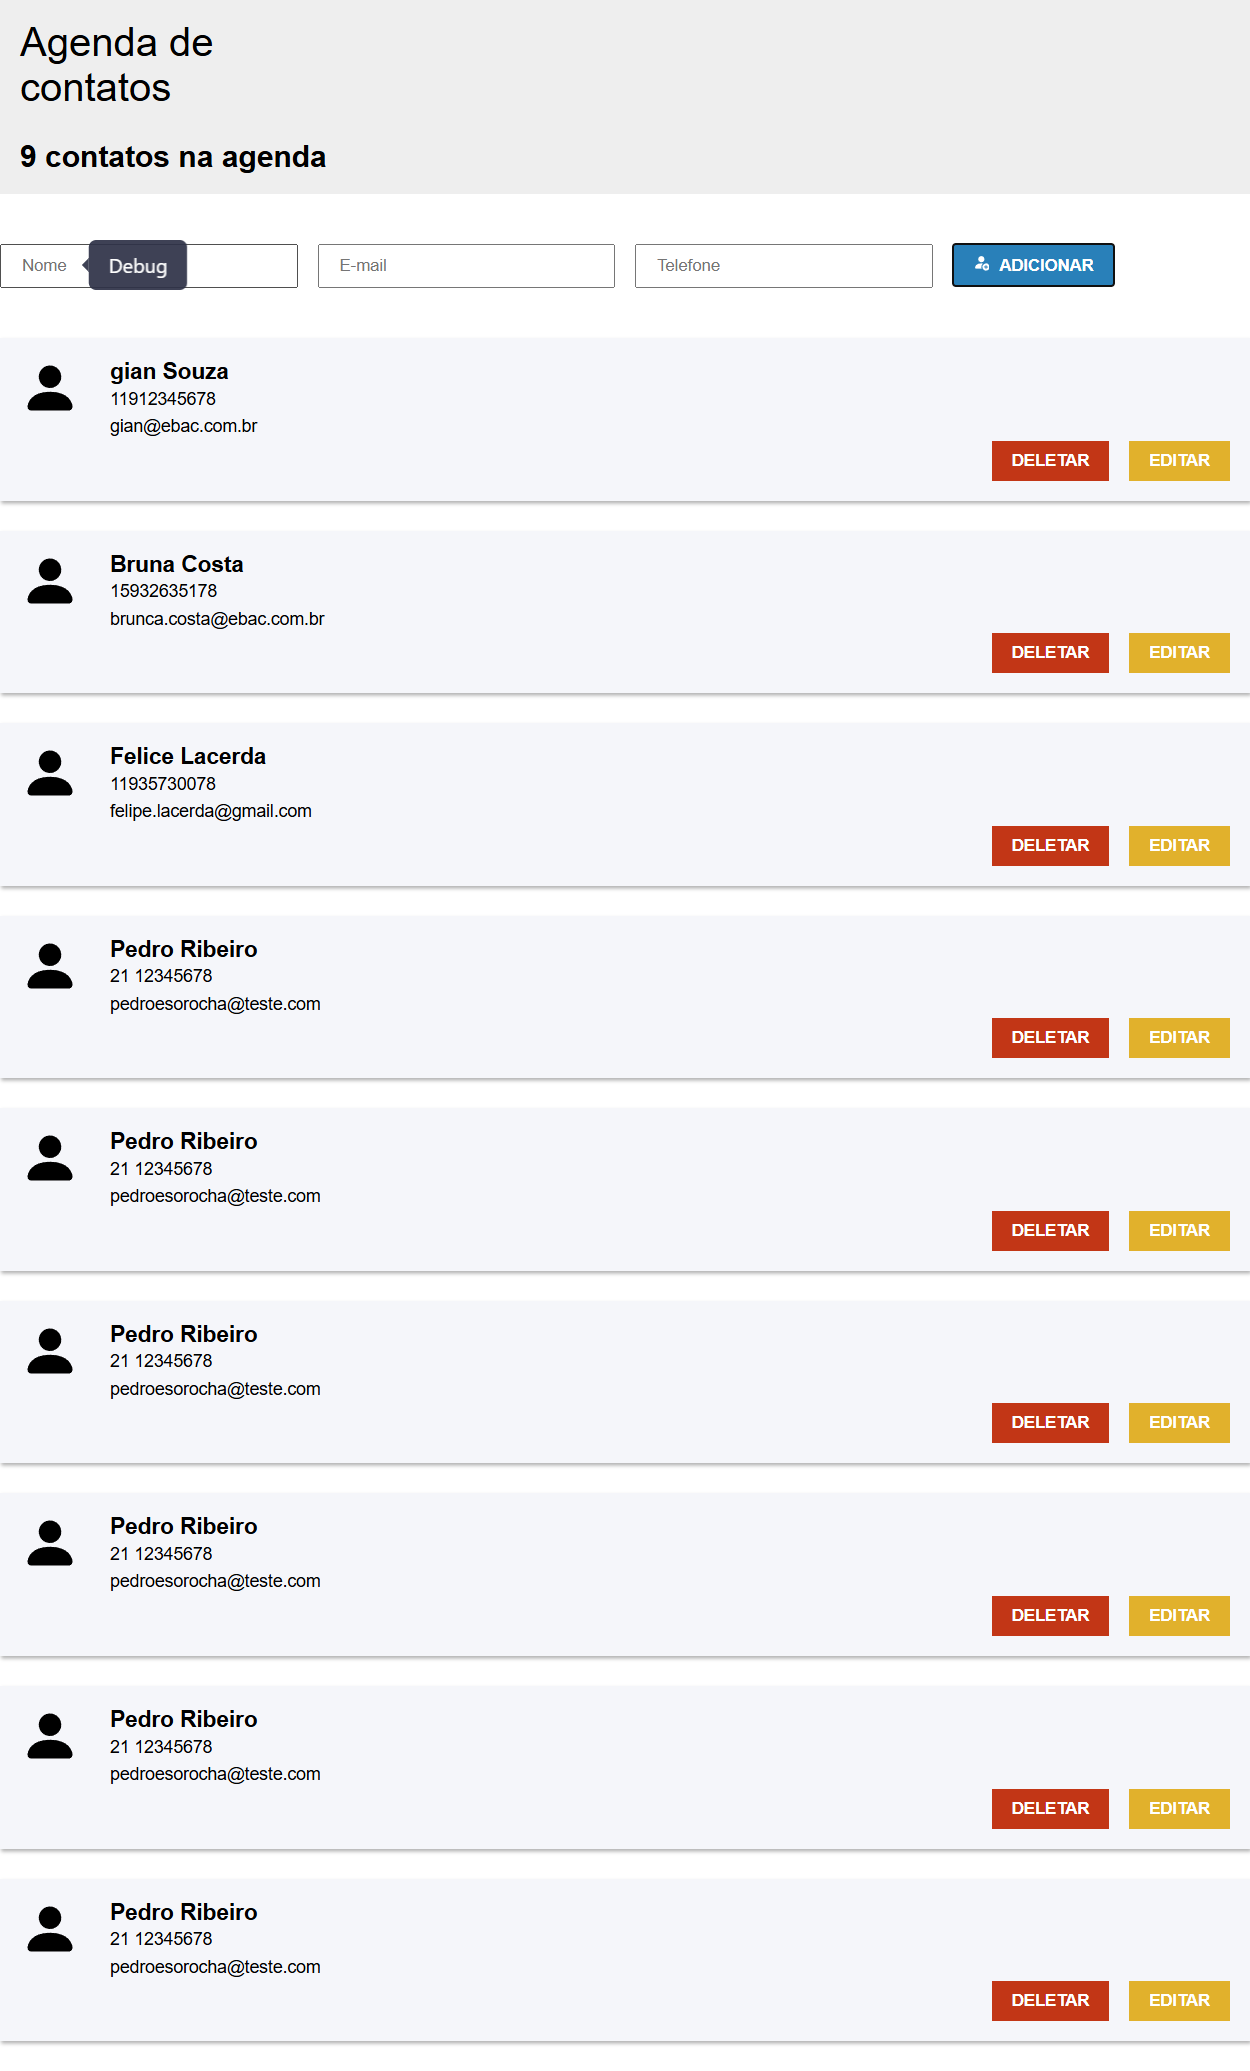 Agenda de
contatos
9 contatos na agenda
Nome Debug E-mail Telefone ADICIONAR
gian Souza
11912345678
gian@ebac.com.br
DELETAR EDITAR
Bruna Costa
15932635178
brunca.costa@ebac.com.br
DELETAR EDITAR
Felice Lacerda
11935730078
felipe.lacerda@gmail.com
DELETAR EDITAR
Pedro Ribeiro
21 12345678
pedroesorocha@teste.com
DELETAR EDITAR
Pedro Ribeiro
21 12345678
pedroesorocha@teste.com
DELETAR EDITAR
Pedro Ribeiro
21 12345678
pedroesorocha@teste.com
DELETAR EDITAR
Pedro Ribeiro
21 12345678
pedroesorocha@teste.com
DELETAR EDITAR
Pedro Ribeiro
21 12345678
pedroesorocha@teste.com
DELETAR EDITAR
Pedro Ribeiro
21 12345678
pedroesorocha@teste.com
DELETAR EDITAR